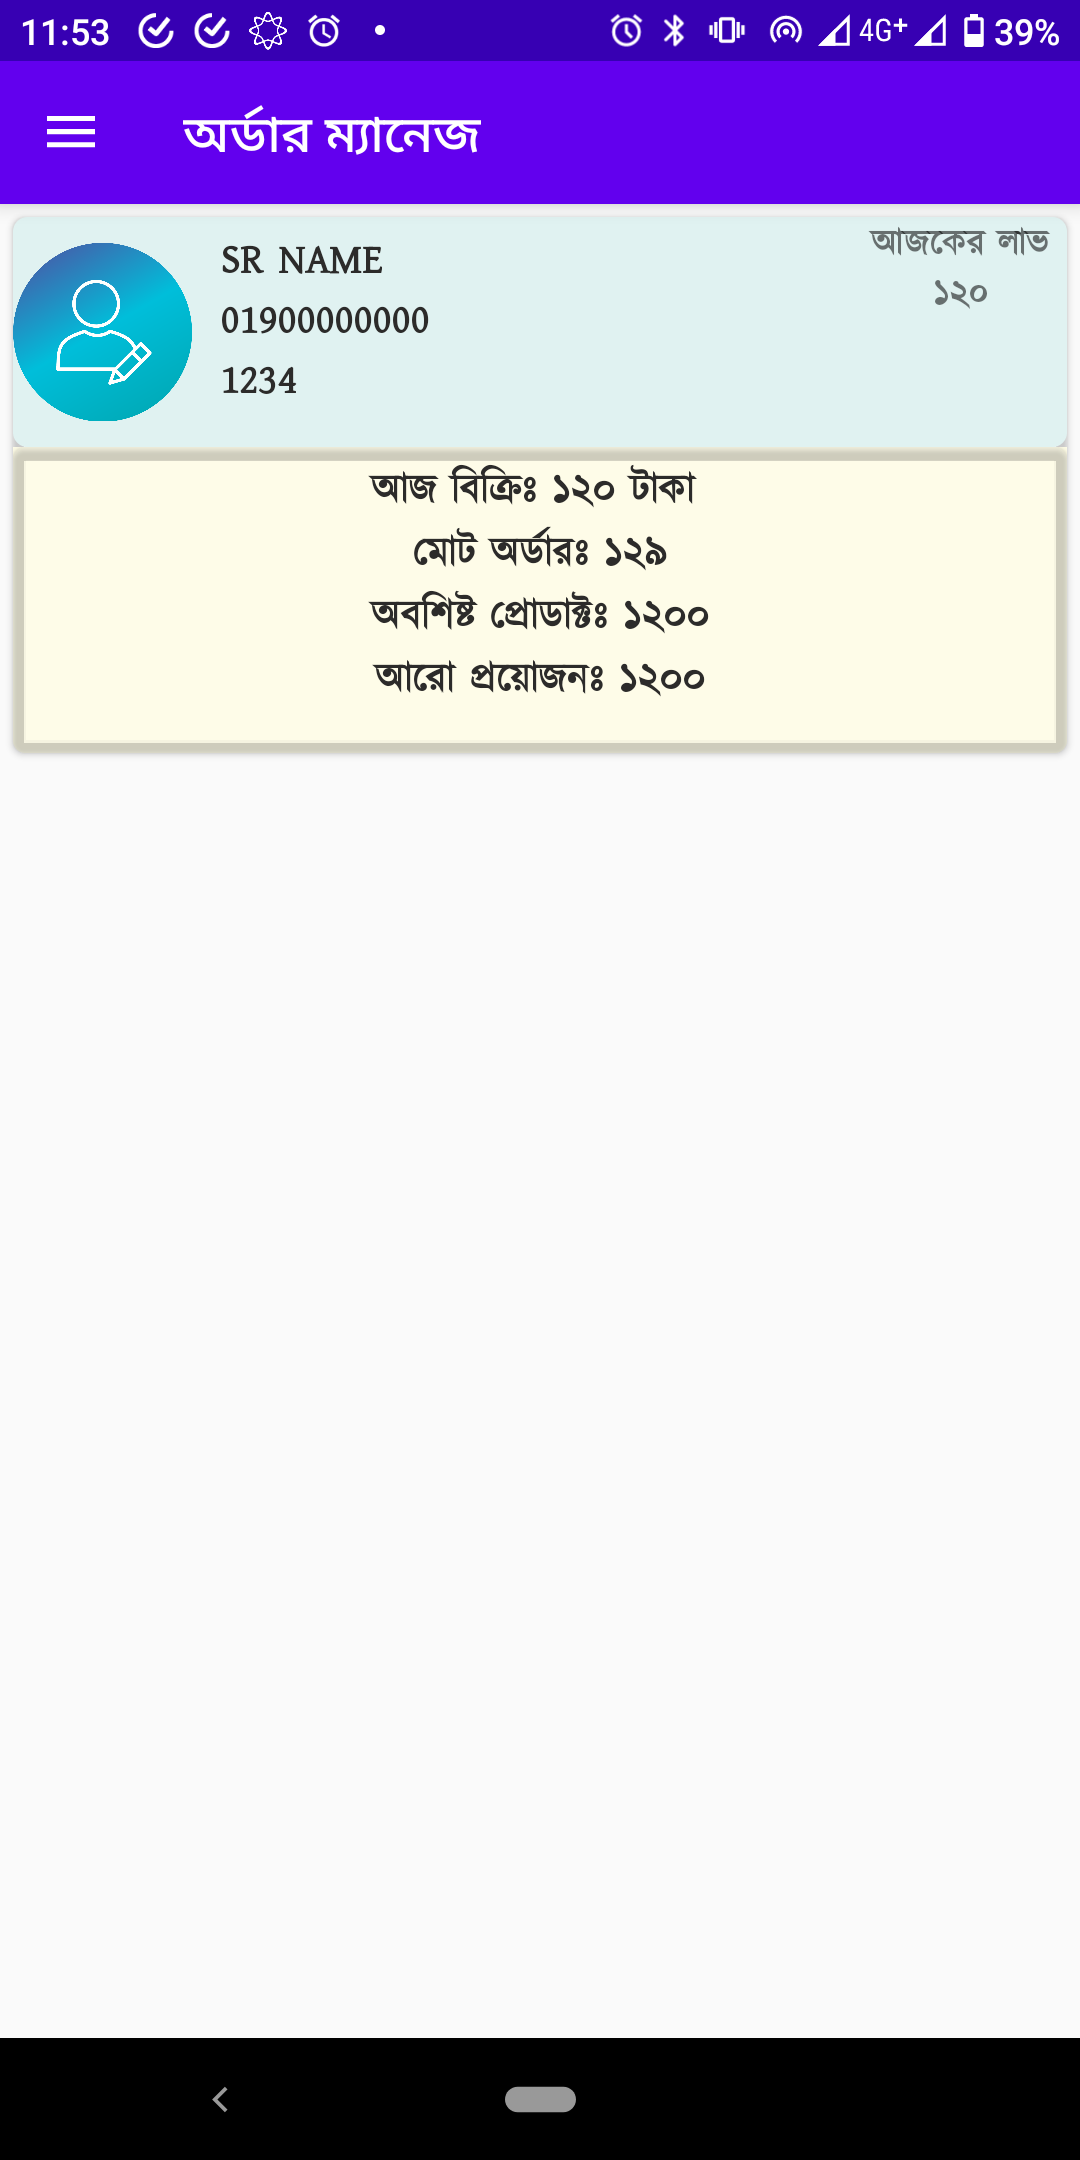 11:53 4G+ 39%
অর্ডার ম্যানেজ
SR NAME
01900000000
1234
আজকের লাভ
১২০
আজ বিক্রিঃ ১২০ টাকা
মোট অর্ডারঃ ১২৯
অবশিষ্ট প্রোডাক্টঃ ১২০০
আরো প্রয়োজনঃ ১২০০